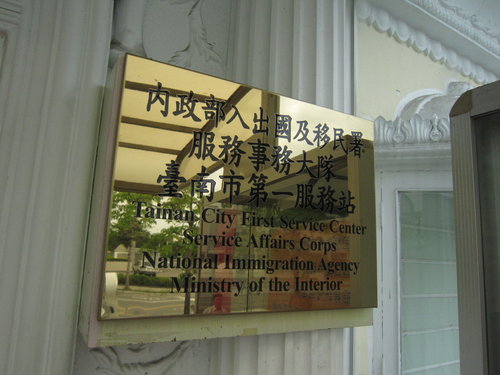 內政部入出國及移民署
服務事務大隊
臺南市第一服務站
Tainan City First Service Center
Service Affairs Corps
National Immigration Agency
Ministry of the Interior